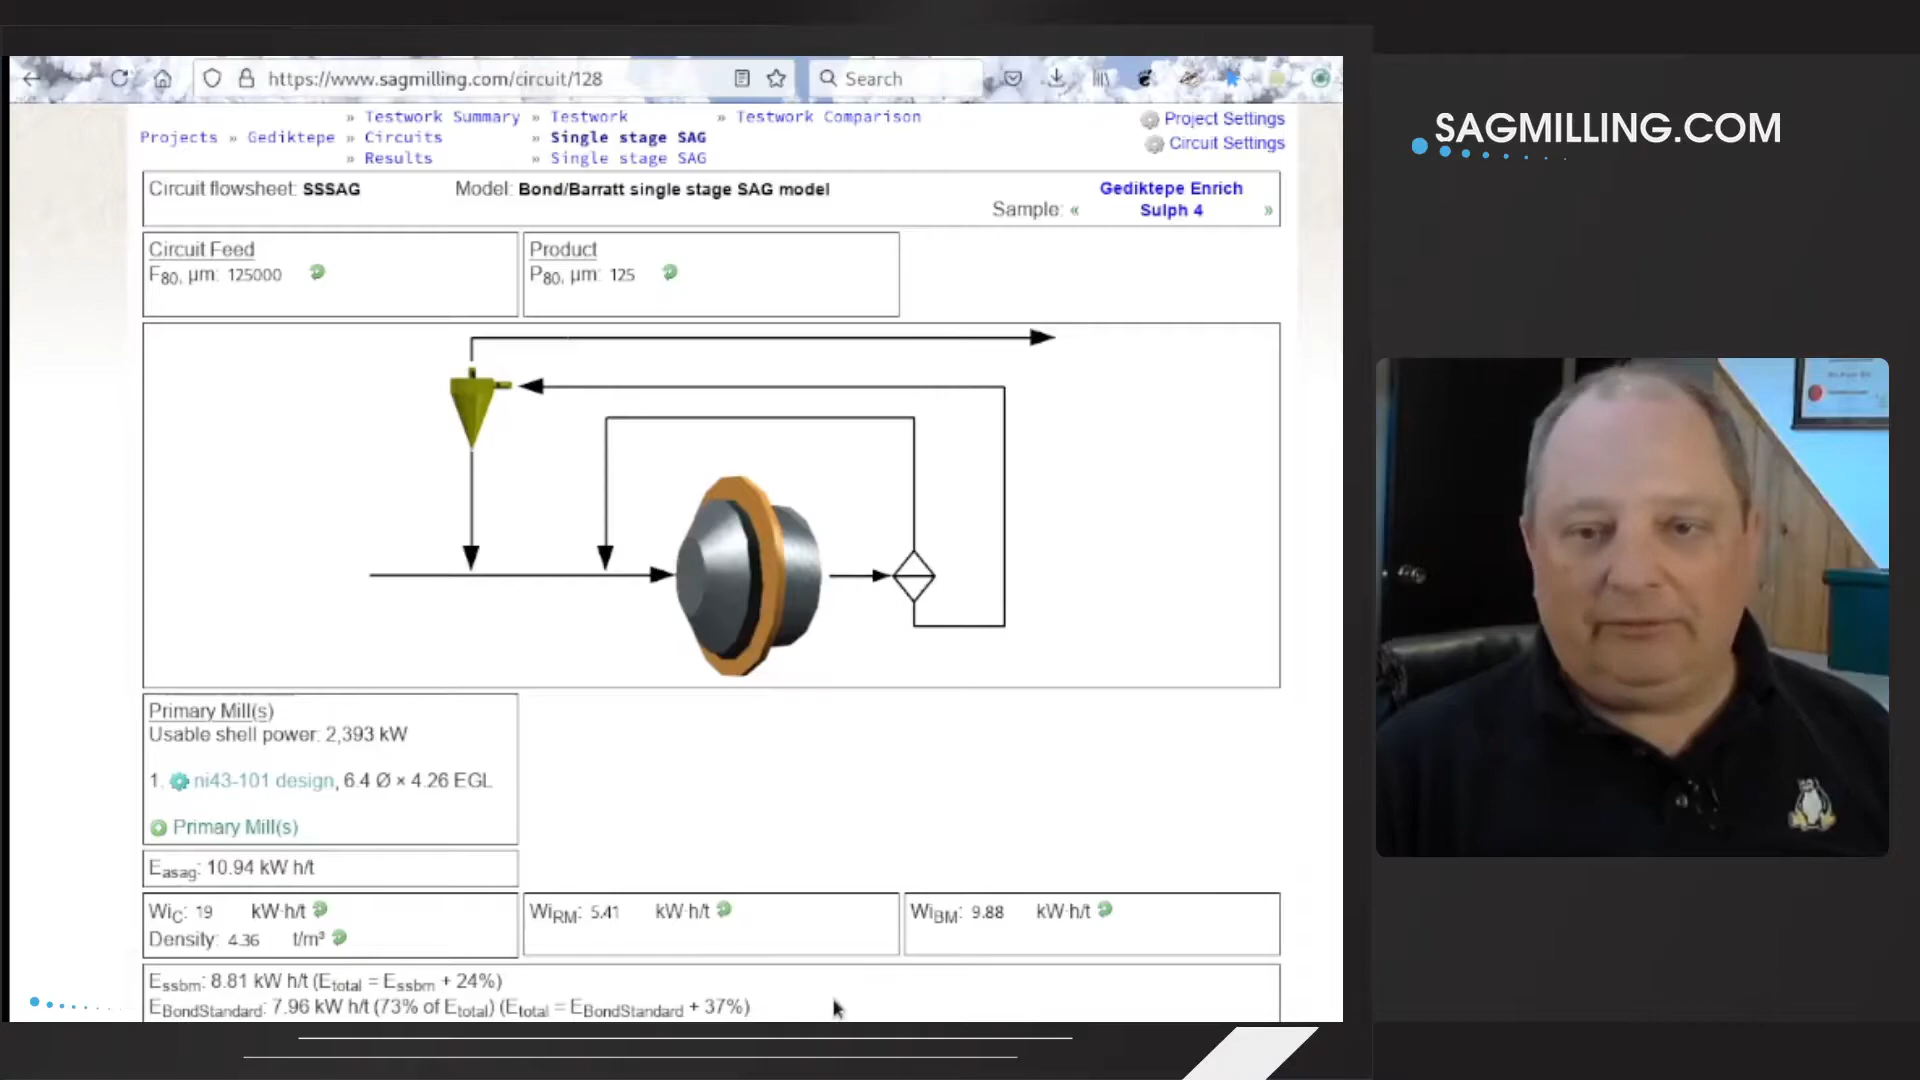 https://www.sagmilling.com/circuit/128
Search
SAGMILLING.COM
» Testwork Summary » Testwork » Testwork Comparison
Projects » Gediktepe » Circuits » Single stage SAG
» Results » Single stage SAG
Project Settings
Circuit Settings
Circuit flowsheet: SSSAG Model: Bond/Barratt single stage SAG model
Sample: « Gediktepe Enrich Sulph 4 »
Circuit Feed
F80, µm: 125000
Product
P80, µm: 125
Primary Mill(s)
Usable shell power: 2,393 kW
1. ni43-101 design, 6.4 Ø × 4.26 EGL
Primary Mill(s)
Easag: 10.94 kW h/t
WiC: 19 kW·h/t
Density: 4.36 t/m³
WiRM: 5.41 kW·h/t
WiBM: 9.88 kW·h/t
Essbm: 8.81 kW h/t (Etotal = Essbm + 24%)
EBondStandard: 7.96 kW h/t (73% of Etotal) (Etotal = EBondStandard + 37%)